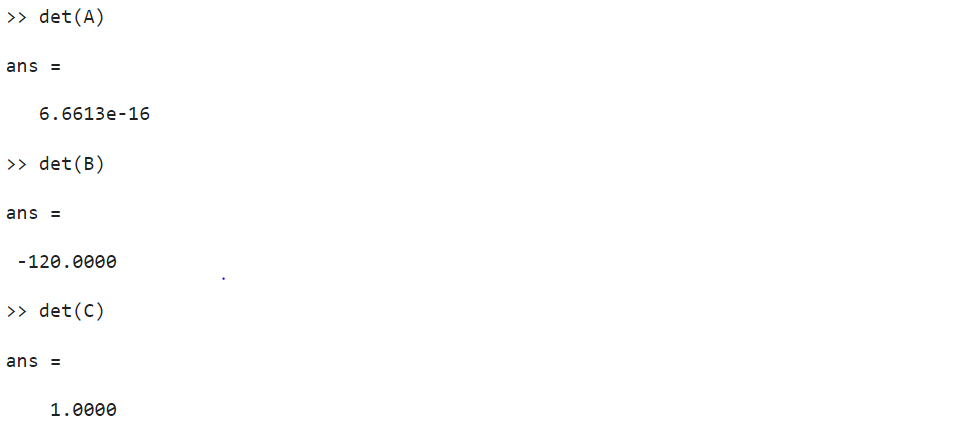 >> det(A)
ans =
6.6613e-16
>> det(B)
ans =
-120.0000
>> det(C)
ans =
1.0000